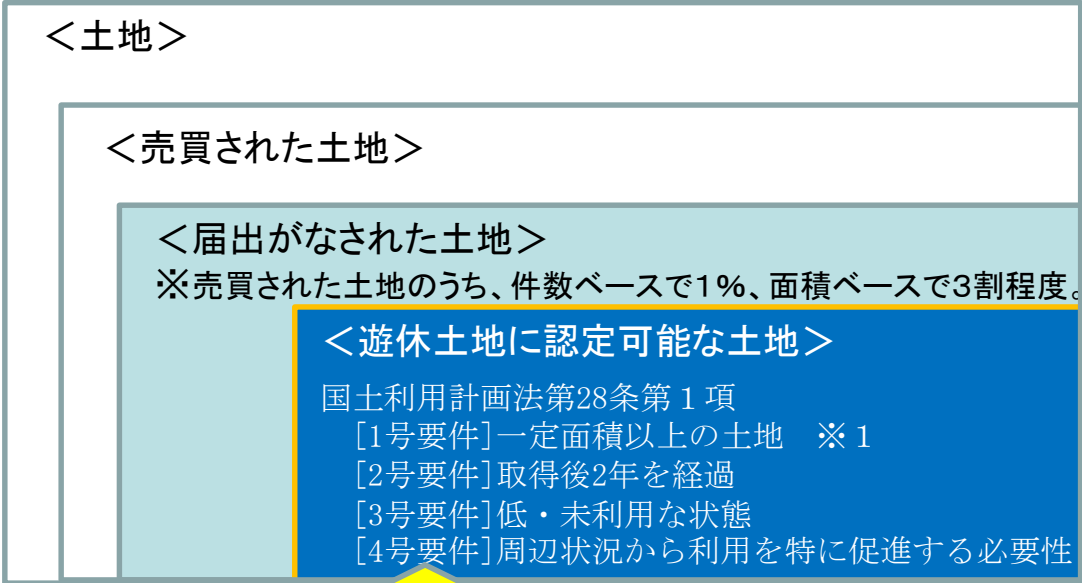 ＜土地＞
＜売買された土地＞
＜届出がなされた土地＞
※売買された土地のうち、件数ベースで1％、面積ベースで3割程度。
＜遊休土地に認定可能な土地＞
国土利用計画法第28条第１項
[1号要件]一定面積以上の土地　※１
[2号要件]取得後2年を経過
[3号要件]低・未利用な状態
[4号要件]周辺状況から利用を特に促進する必要性